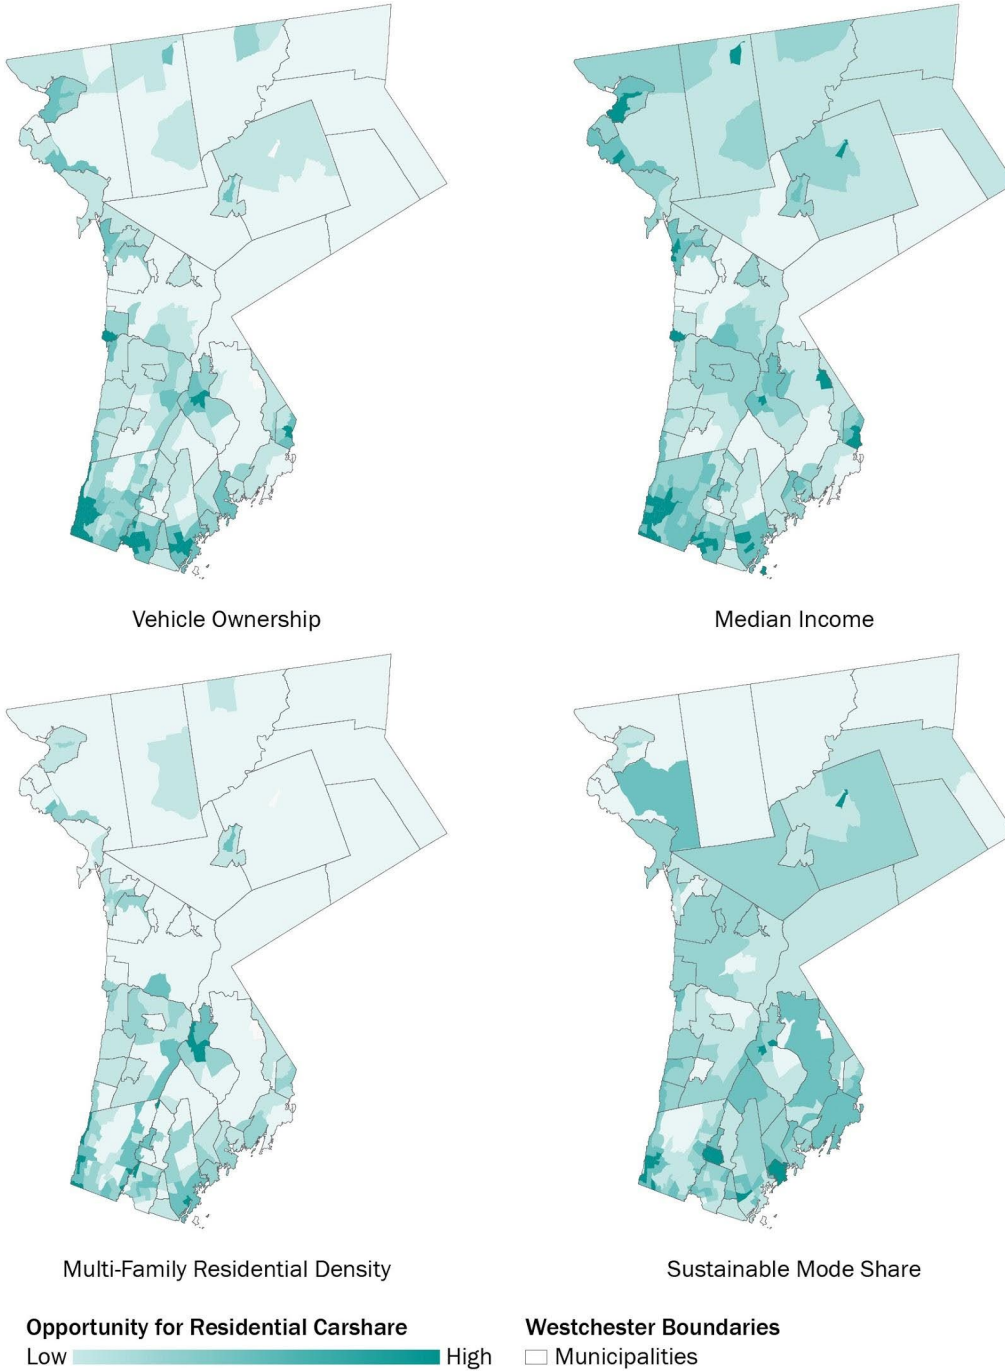 Vehicle Ownership
Median Income
Multi-Family Residential Density
Sustainable Mode Share
Opportunity for Residential Carshare
Low High
Westchester Boundaries
Municipalities